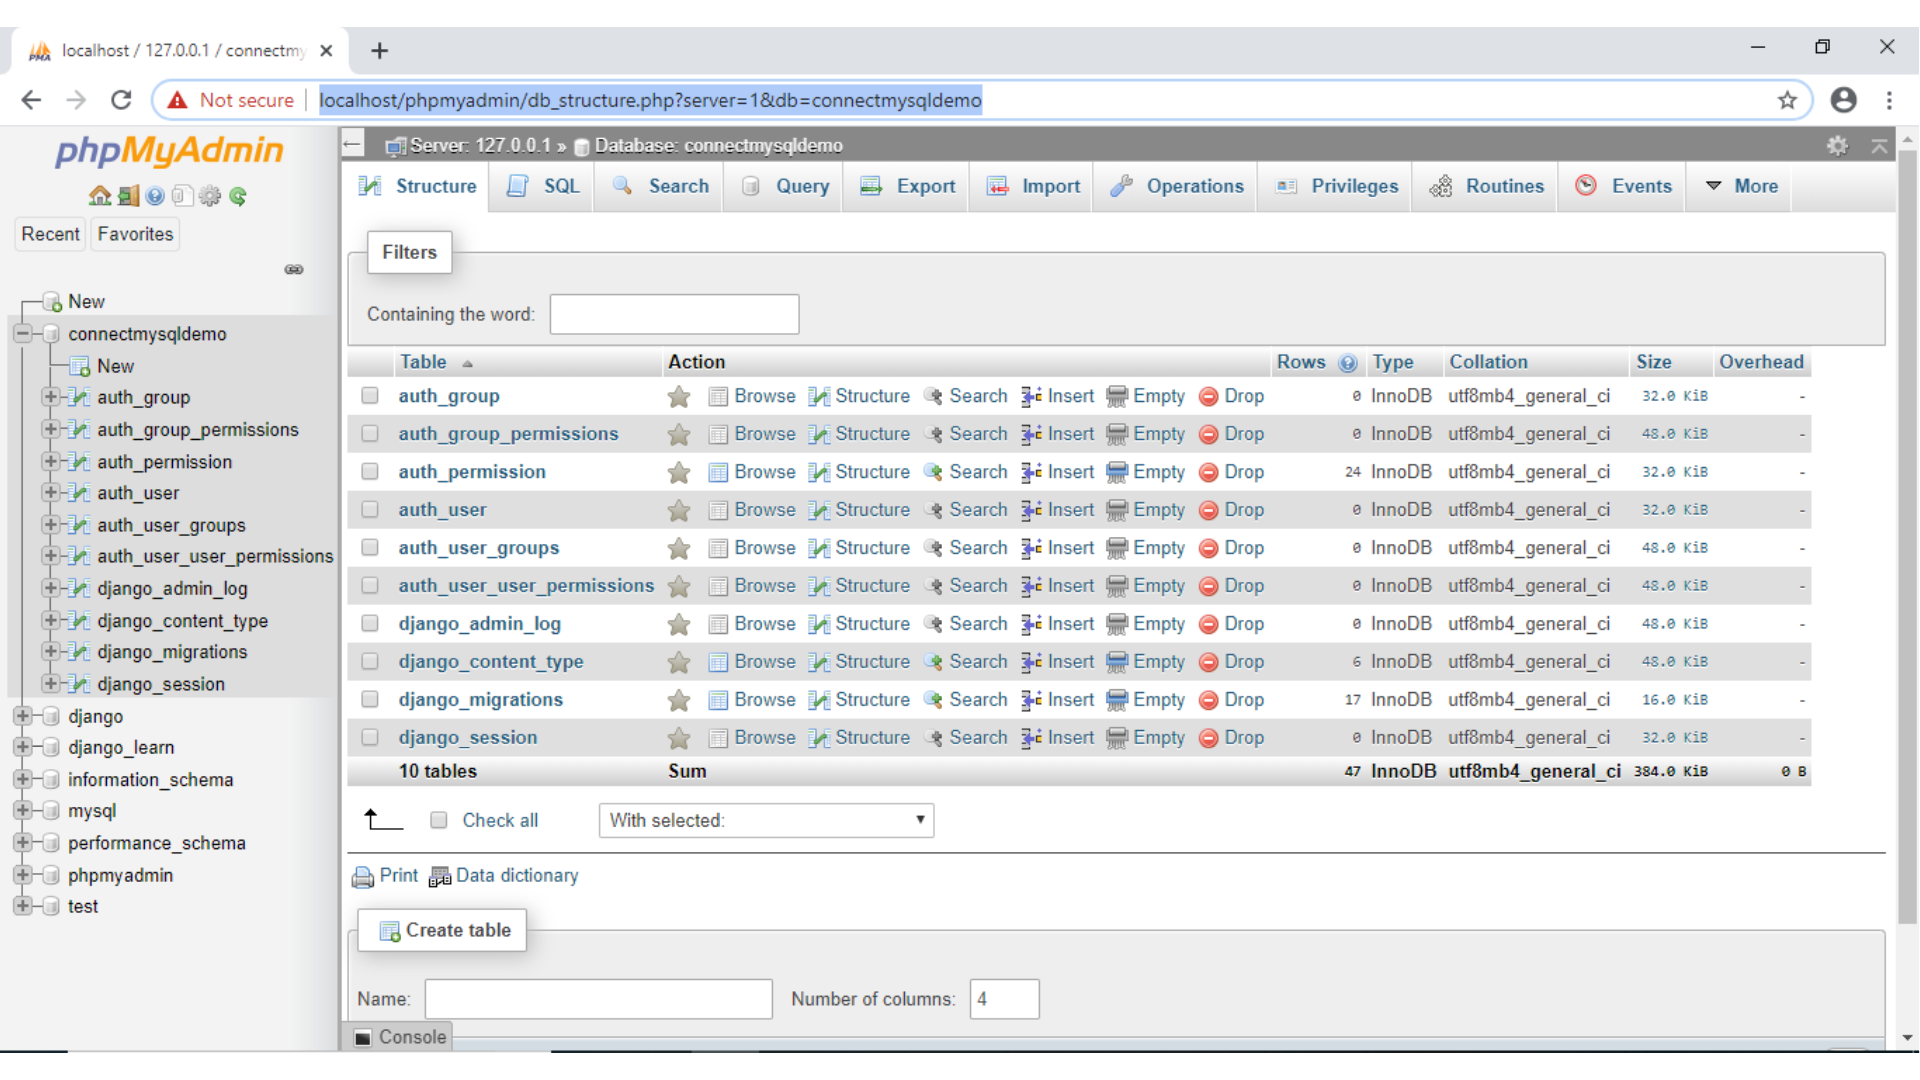 localhost / 127.0.0.1 / connectmy
Not secure localhost/phpmyadmin/db_structure.php?server=1&db=connectmysqldemo
phpMyAdmin
Recent Favorites
New
connectmysqldemo
New
auth_group
auth_group_permissions
auth_permission
auth_user
auth_user_groups
auth_user_user_permissions
django_admin_log
django_content_type
django_migrations
django_session
django
django_learn
information_schema
mysql
performance_schema
phpmyadmin
test
Server: 127.0.0.1 » Database: connectmysqldemo
Structure SQL Search Query Export Import Operations Privileges Routines Events More
Filters
Containing the word:
Table Action Rows Type Collation Size Overhead
auth_group Browse Structure Search Insert Empty Drop 0 InnoDB utf8mb4_general_ci 32.0 KiB -
auth_group_permissions Browse Structure Search Insert Empty Drop 0 InnoDB utf8mb4_general_ci 48.0 KiB -
auth_permission Browse Structure Search Insert Empty Drop 24 InnoDB utf8mb4_general_ci 32.0 KiB -
auth_user Browse Structure Search Insert Empty Drop 0 InnoDB utf8mb4_general_ci 32.0 KiB -
auth_user_groups Browse Structure Search Insert Empty Drop 0 InnoDB utf8mb4_general_ci 48.0 KiB -
auth_user_user_permissions Browse Structure Search Insert Empty Drop 0 InnoDB utf8mb4_general_ci 48.0 KiB -
django_admin_log Browse Structure Search Insert Empty Drop 0 InnoDB utf8mb4_general_ci 48.0 KiB -
django_content_type Browse Structure Search Insert Empty Drop 6 InnoDB utf8mb4_general_ci 48.0 KiB -
django_migrations Browse Structure Search Insert Empty Drop 17 InnoDB utf8mb4_general_ci 16.0 KiB -
django_session Browse Structure Search Insert Empty Drop 0 InnoDB utf8mb4_general_ci 32.0 KiB -
10 tables Sum 47 InnoDB utf8mb4_general_ci 384.0 KiB 0 B
Check all With selected:
Print Data dictionary
Create table
Name: Number of columns: 4
Console